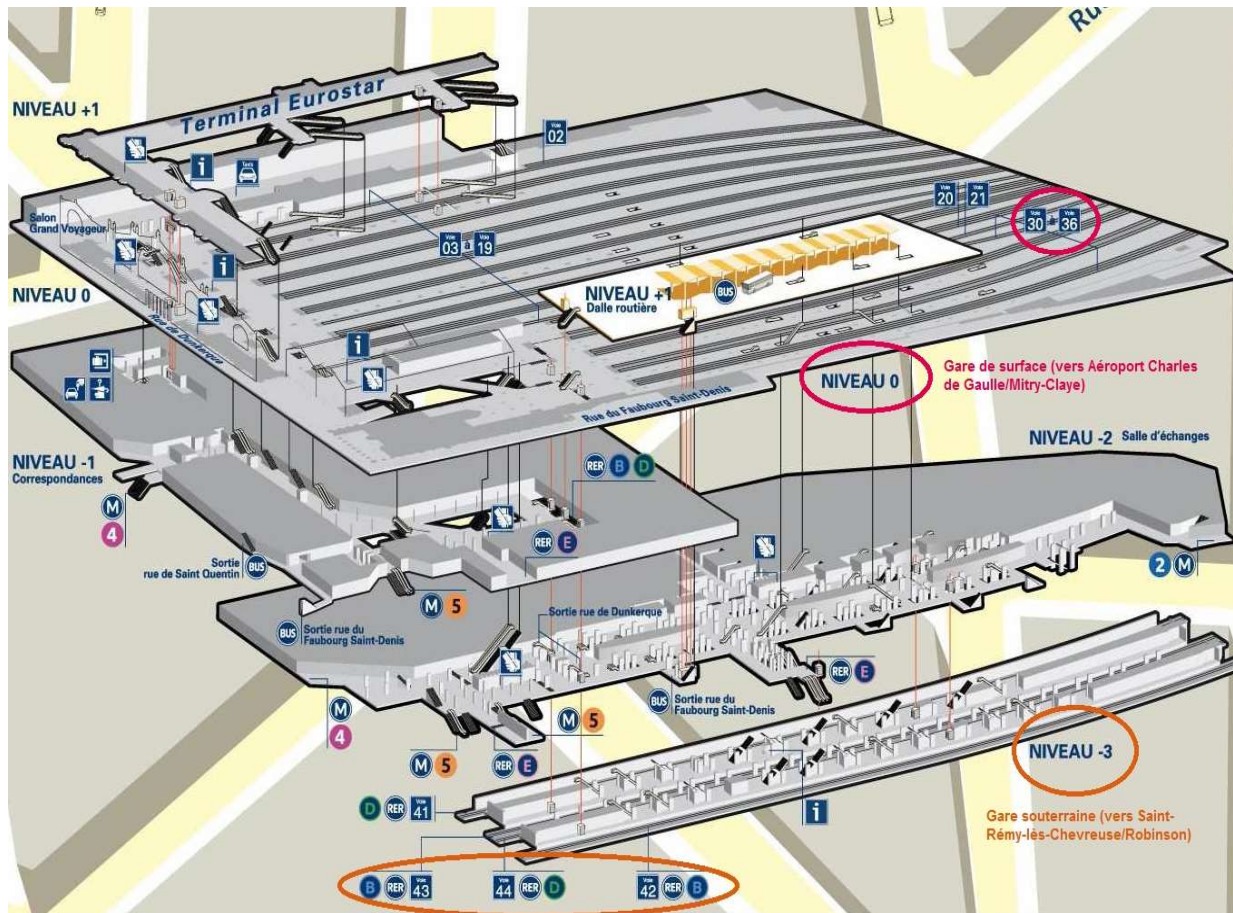 Ru
NIVEAU +1
Terminal Eurostar
Voie 02
i
Taxis
Salon
Grand Voyageur
Voie 20
Voie 21
Voie 30 à Voie 36
Voie 03 à Voie 19
i
NIVEAU +1
Dalle routière
BUS
NIVEAU 0
Rue de Dunkerque
i
NIVEAU 0
Gare de surface (vers Aéroport Charles
de Gaulle/Mitry-Claye)
Rue du Faubourg Saint-Denis
NIVEAU -2 Salle d'échanges
NIVEAU -1
Correspondances
RER B D
M
4
RER E
Sortie
rue de Saint Quentin
BUS
2 M
M 5
Sortie rue de Dunkerque
BUS
Sortie rue du
Faubourg Saint-Denis
RER E
BUS
Sortie rue du
Faubourg Saint-Denis
M
4
M 5
M 5
RER E
NIVEAU -3
D RER Voie 41
i
Gare souterraine (vers Saint-
Rémy-lès-Chevreuse/Robinson)
B RER Voie 43
Voie 44 RER D
Voie 42 RER B